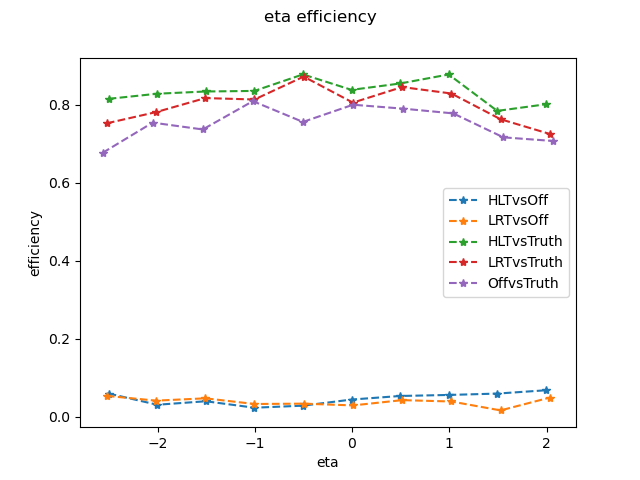 eta efficiency
efficiency
0.8
0.6
0.4
0.2
0.0
HLTvsOff
LRTvsOff
HLTvsTruth
LRTvsTruth
OffvsTruth
−2
−1
0
1
2
eta